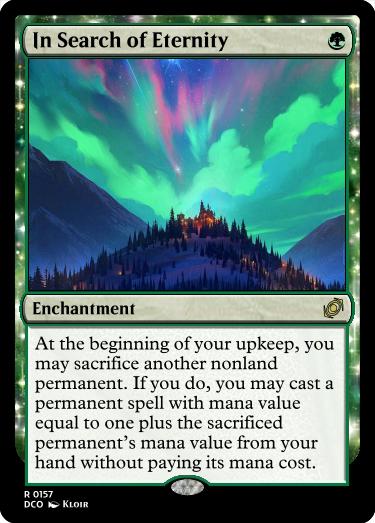 In Search of Eternity
Enchantment
At the beginning of your upkeep, you
may sacrifice another nonland
permanent. If you do, you may cast a
permanent spell with mana value
equal to one plus the sacrificed
permanent's mana value from your
hand without paying its mana cost.
R 0157
DCO Kloir